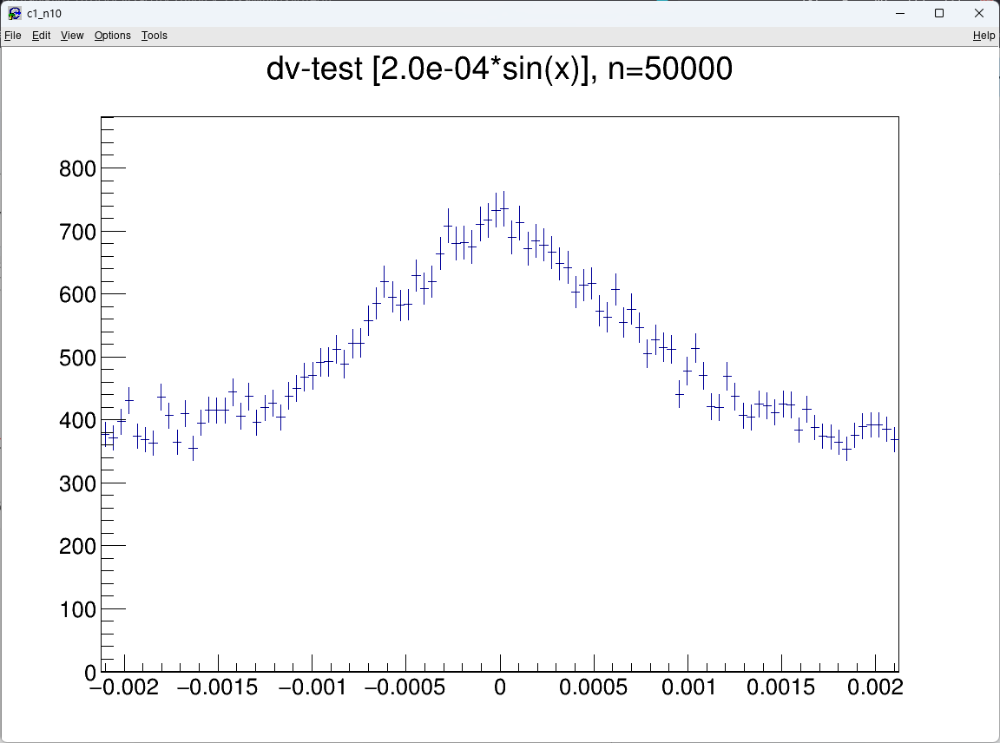 c1_n10
File Edit View Options Tools Help
dv-test [2.0e-04*sin(x)], n=50000
800
700
600
500
400
300
200
100
0
−0.002 −0.0015 −0.001 −0.0005 0 0.0005 0.001 0.0015 0.002